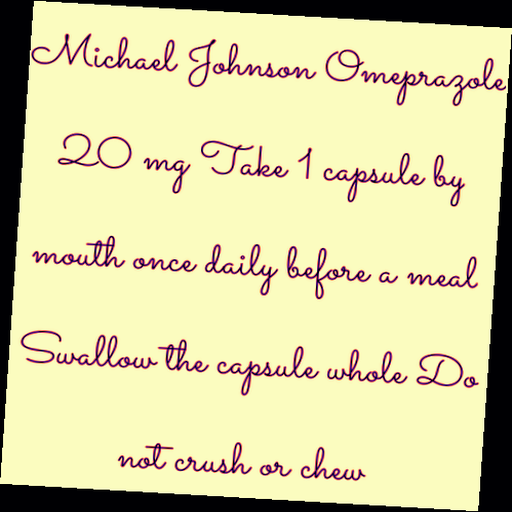 Michael Johnson Omeprazole
20 mg Take 1 capsule by
mouth once daily before a meal
Swallow the capsule whole Do
not crush or chew